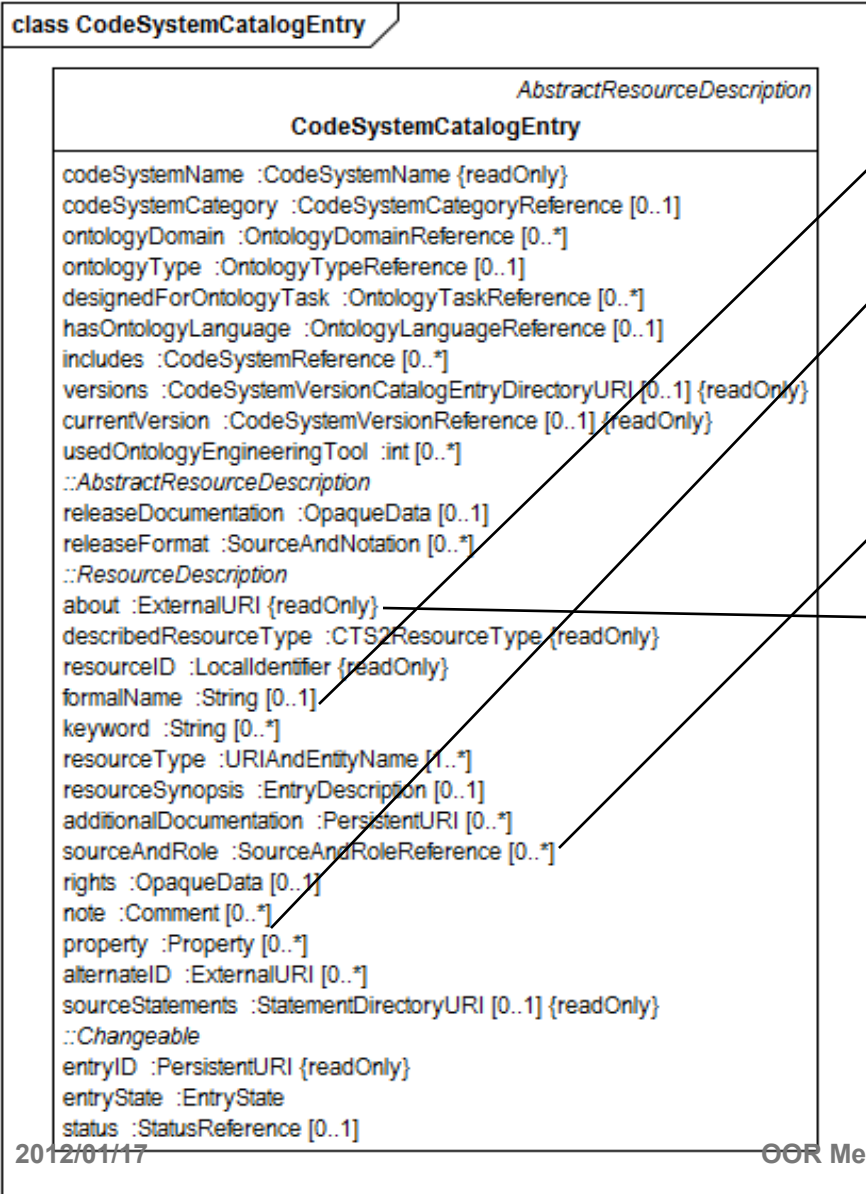 class CodeSystemCatalogEntry
AbstractResourceDescription
CodeSystemCatalogEntry
codeSystemName :CodeSystemName {readOnly}
codeSystemCategory :CodeSystemCategoryReference [0..1]
ontologyDomain :OntologyDomainReference [0..*]
ontologyType :OntologyTypeReference [0..1]
designedForOntologyTask :OntologyTaskReference [0..*]
hasOntologyLanguage :OntologyLanguageReference [0..1]
includes :CodeSystemReference [0..*]
versions :CodeSystemVersionCatalogEntryDirectoryURI [0..1] {readOnly}
currentVersion :CodeSystemVersionReference [0..1] {readOnly}
usedOntologyEngineeringTool :int [0..*]
::AbstractResourceDescription
releaseDocumentation :OpaqueData [0..1]
releaseFormat :SourceAndNotation [0..*]
::ResourceDescription
about :ExternalURI {readOnly}
describedResourceType :CTS2ResourceType {readOnly}
resourceID :LocalIdentifier {readOnly}
formalName :String [0..1]
keyword :String [0..*]
resourceType :URIAndEntityName [1..*]
resourceSynopsis :EntryDescription [0..1]
additionalDocumentation :PersistentURI [0..*]
sourceAndRole :SourceAndRoleReference [0..*]
rights :OpaqueData [0..1]
note :Comment [0..*]
property :Property [0..*]
alternateID :ExternalURI [0..*]
sourceStatements :StatementDirectoryURI [0..1] {readOnly}
::Changeable
entryID :PersistentURI {readOnly}
entryState :EntryState
status :StatusReference [0..1]
2012/01/17 OOR Me